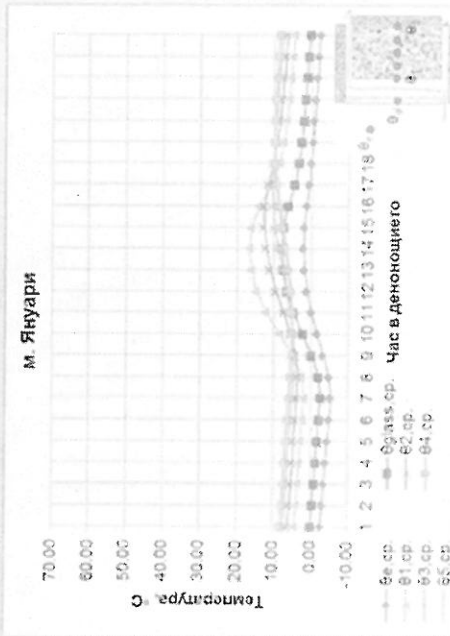 м. Януари
Температура, °C
70.00
60.00
50.00
40.00
30.00
20.00
10.00
0.00
-10.00
1 2 3 4 5 6 7 8 9 10 11 12 13 14 15 16 17 18
Час в денонощието
θe,ср. θglass,ср.
θ1,ср. θ2,ср.
θ3,ср. θ4,ср.
θ5,ср.